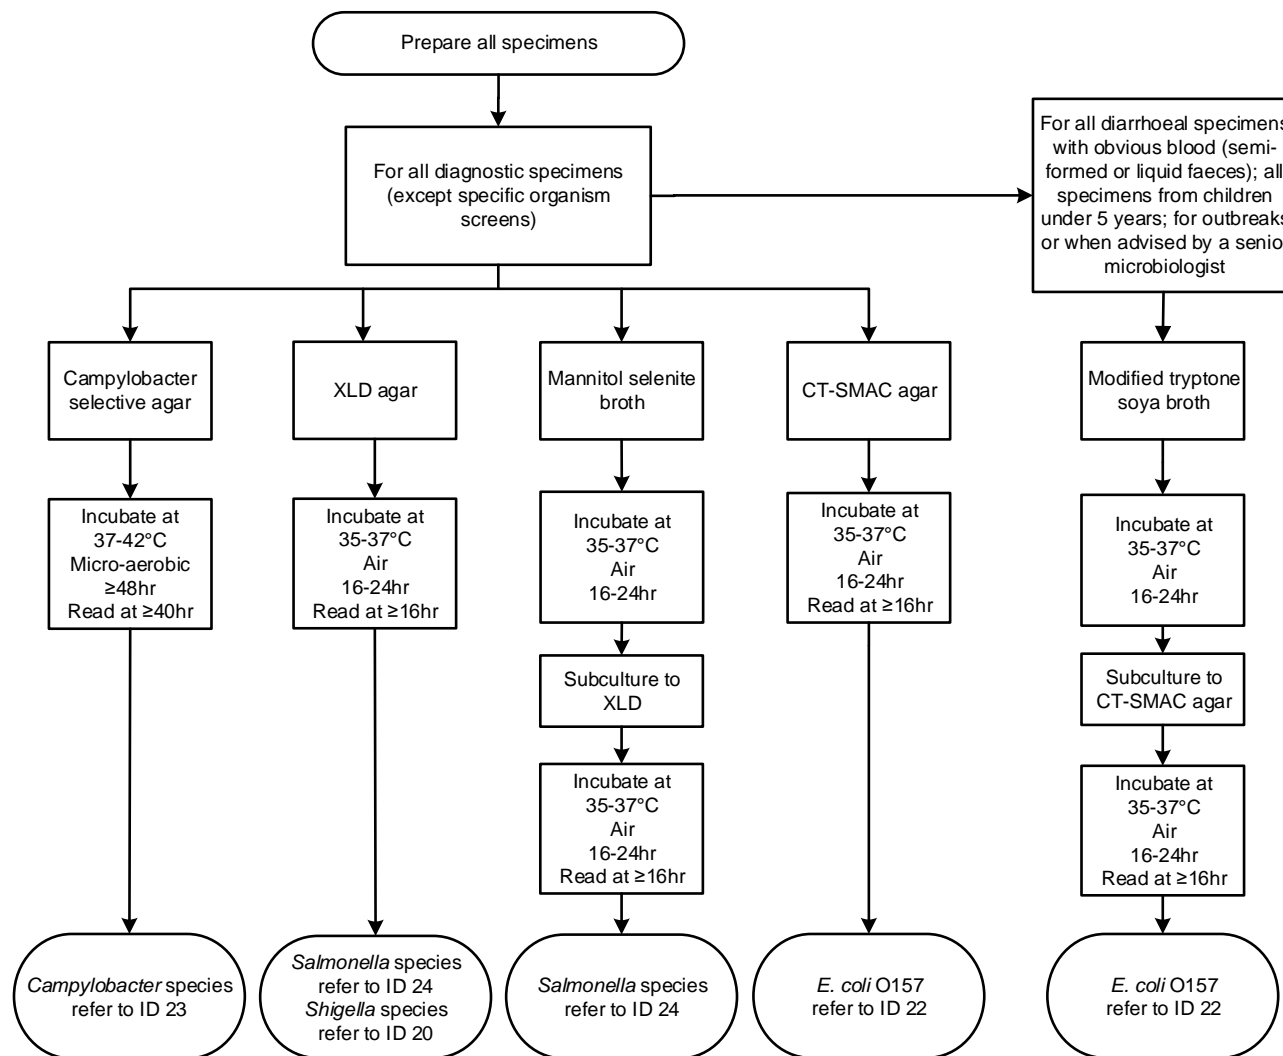 Prepare all specimens
For all diagnostic specimens
(except specific organism
screens)
For all diarrhoeal specimens
with obvious blood (semi-
formed or liquid faeces); all
specimens from children
under 5 years; for outbreaks
or when advised by a senio
microbiologist
Campylobacter
selective agar
XLD agar
Mannitol selenite
broth
CT-SMAC agar
Modified tryptone
soya broth
Incubate at
37-42°C
Micro-aerobic
≥48hr
Read at ≥40hr
Incubate at
35-37°C
Air
16-24hr
Read at ≥16hr
Incubate at
35-37°C
Air
16-24hr
Incubate at
35-37°C
Air
16-24hr
Read at ≥16hr
Incubate at
35-37°C
Air
16-24hr
Subculture to
XLD
Subculture to
CT-SMAC agar
Incubate at
35-37°C
Air
16-24hr
Read at ≥16hr
Incubate at
35-37°C
Air
16-24hr
Read at ≥16hr
Campylobacter species
refer to ID 23
Salmonella species
refer to ID 24
Shigella species
refer to ID 20
Salmonella species
refer to ID 24
E. coli O157
refer to ID 22
E. coli O157
refer to ID 22